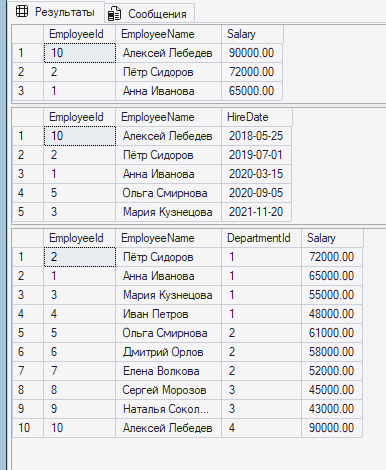 Результаты Сообщения
EmployeeId EmployeeName Salary
1 10 Алексей Лебедев 90000.00
2 2 Пётр Сидоров 72000.00
3 1 Анна Иванова 65000.00
EmployeeId EmployeeName HireDate
1 10 Алексей Лебедев 2018-05-25
2 2 Пётр Сидоров 2019-07-01
3 1 Анна Иванова 2020-03-15
4 5 Ольга Смирнова 2020-09-05
5 3 Мария Кузнецова 2021-11-20
EmployeeId EmployeeName DepartmentId Salary
1 2 Пётр Сидоров 1 72000.00
2 1 Анна Иванова 1 65000.00
3 3 Мария Кузнецова 1 55000.00
4 4 Иван Петров 1 48000.00
5 5 Ольга Смирнова 2 61000.00
6 6 Дмитрий Орлов 2 58000.00
7 7 Елена Волкова 2 52000.00
8 8 Сергей Морозов 3 45000.00
9 9 Наталья Сокол... 3 43000.00
10 10 Алексей Лебедев 4 90000.00